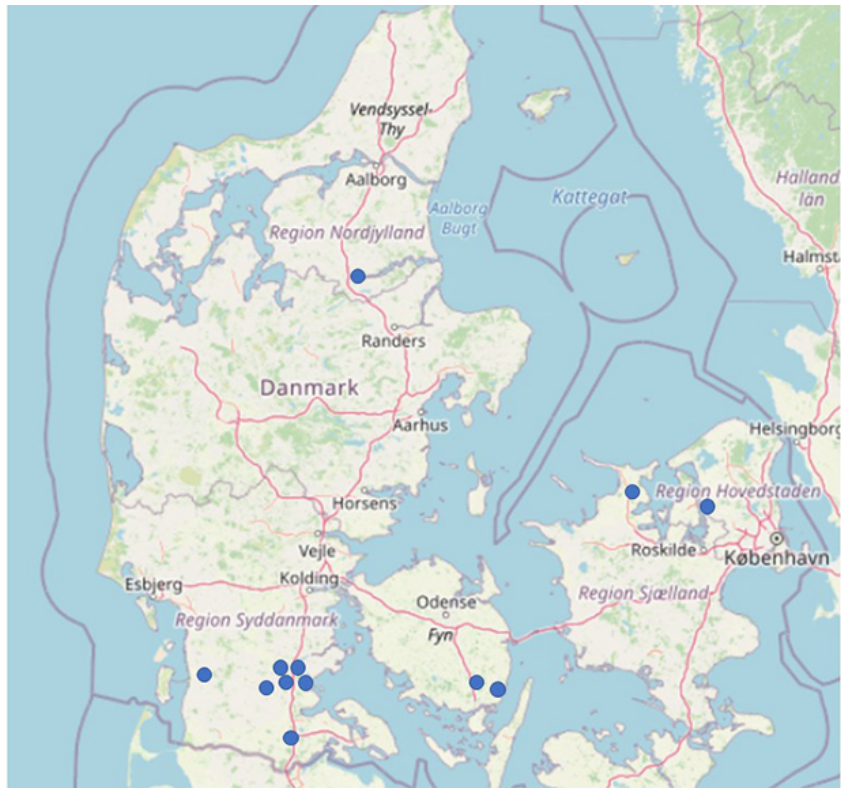 Vendsyssel-
Thy
Aalborg
Halland
län
Aalborg
Bugt
Kattegat
Region Nordjylland
Halmsta
Randers
Danmark
Aarhus
Helsingborg
Horsens
Region Hovedstaden
Vejle
Roskilde
København
Esbjerg
Kolding
Odense
Region Sjælland
Region Syddanmark
Fyn